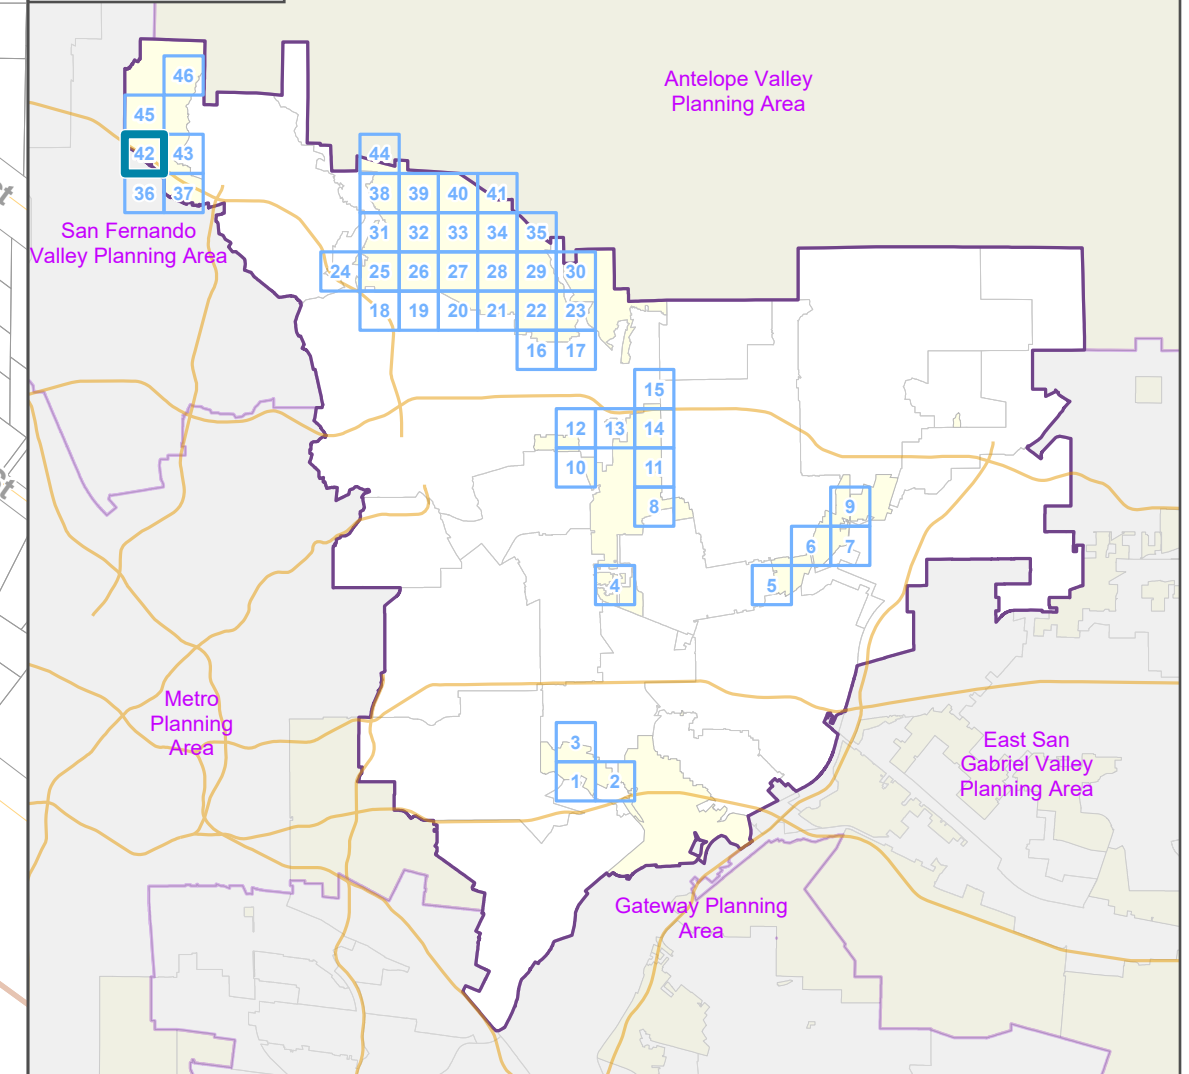 Antelope Valley
Planning Area
46
45
42 43
44
36 37
38 39 40 41
San Fernando
Valley Planning Area
31 32 33 34 35
24 25 26 27 28 29 30
18 19 20 21 22 23
16 17
15
12 13 14
10 11
8 9
6 7
4 5
Metro
Planning
Area
3
1 2
East San
Gabriel Valley
Planning Area
Gateway Planning
Area